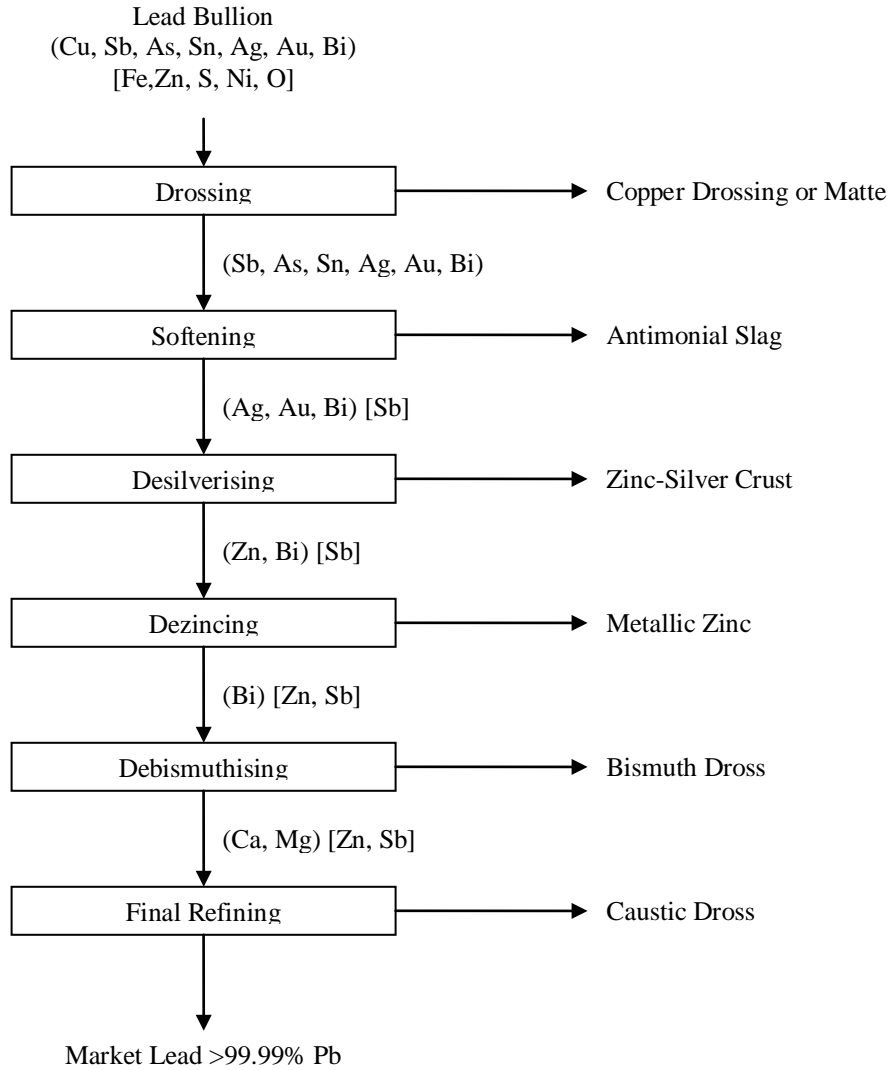 Lead Bullion
(Cu, Sb, As, Sn, Ag, Au, Bi)
[Fe,Zn, S, Ni, O]
Drossing
Copper Drossing or Matte
(Sb, As, Sn, Ag, Au, Bi)
Softening
Antimonial Slag
(Ag, Au, Bi) [Sb]
Desilverising
Zinc-Silver Crust
(Zn, Bi) [Sb]
Dezincing
Metallic Zinc
(Bi) [Zn, Sb]
Debismuthising
Bismuth Dross
(Ca, Mg) [Zn, Sb]
Final Refining
Caustic Dross
Market Lead >99.99% Pb